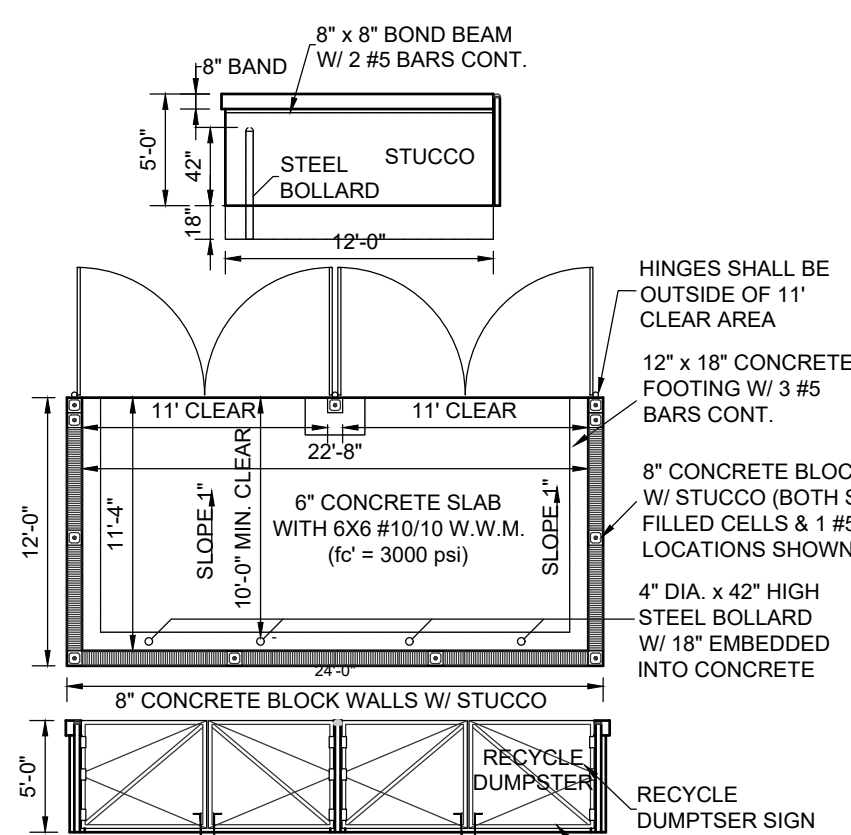 8" x 8" BOND BEAM
W/ 2 #5 BARS CONT.
8" BAND
5'-0"
42"
18"
STEEL
BOLLARD
STUCCO
12'-0"
HINGES SHALL BE
OUTSIDE OF 11'
CLEAR AREA
12" x 18" CONCRETE
FOOTING W/ 3 #5
BARS CONT.
11' CLEAR
11' CLEAR
22'-8"
12'-0"
11'-4"
SLOPE 1"
10'-0" MIN. CLEAR
6" CONCRETE SLAB
WITH 6X6 #10/10 W.W.M.
(fc' = 3000 psi)
SLOPE 1"
8" CONCRETE BLOC
W/ STUCCO (BOTH S
FILLED CELLS & 1 #5
LOCATIONS SHOWN
4" DIA. x 42" HIGH
STEEL BOLLARD
W/ 18" EMBEDDED
INTO CONCRETE
24'-0"
8" CONCRETE BLOCK WALLS W/ STUCCO
5'-0"
RECYCLE
DUMPSTER
RECYCLE
DUMPTSER SIGN